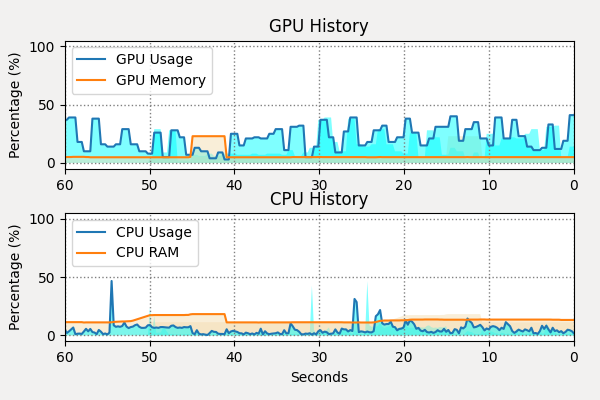 GPU History
Percentage (%)
100
50
0
GPU Usage
GPU Memory
60 50 40 30 20 10 0
CPU History
Percentage (%)
100
50
0
CPU Usage
CPU RAM
60 50 40 30 20 10 0
Seconds